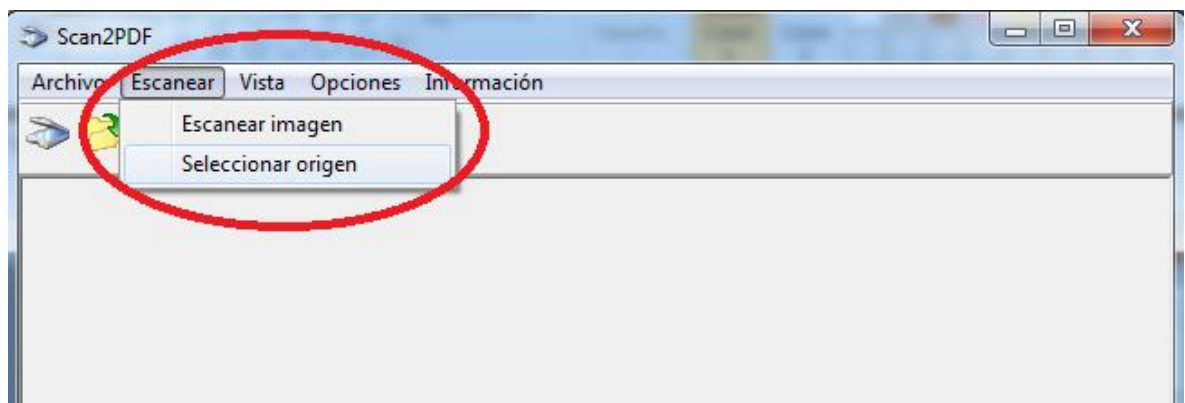 Scan2PDF
Archivo Escanear Vista Opciones Información
Escanear imagen
Seleccionar origen